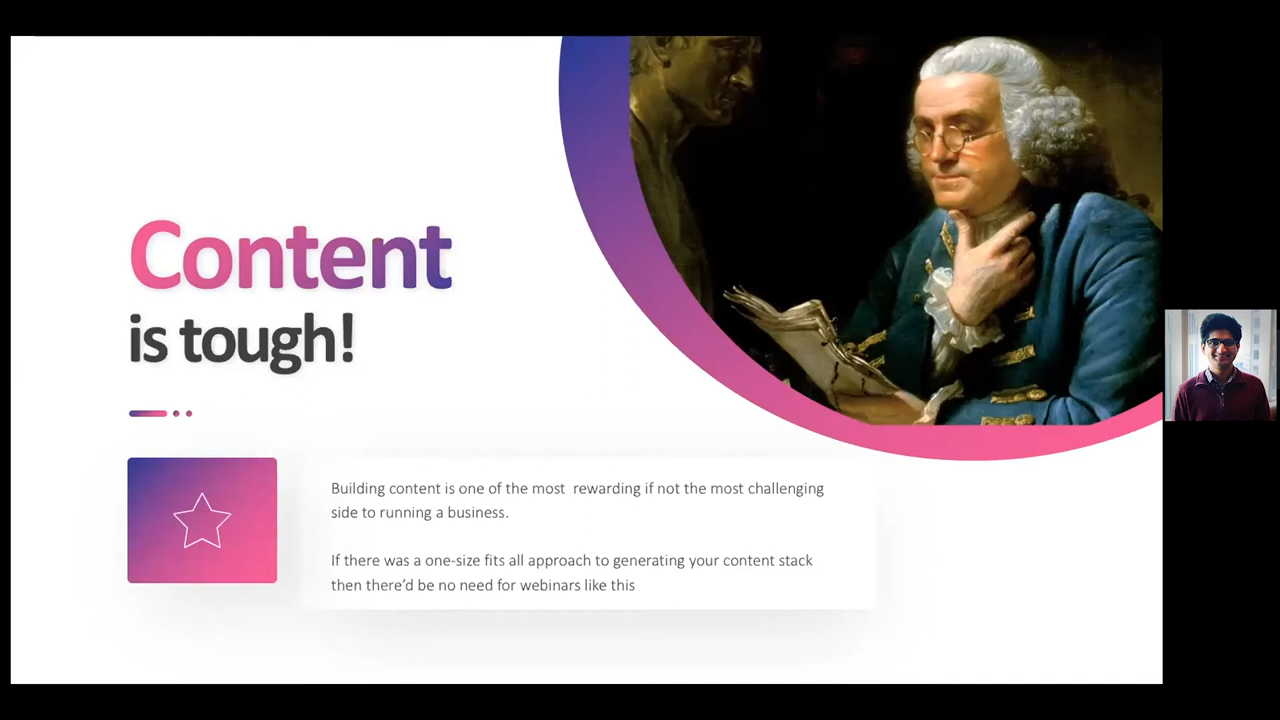 Content
is tough!
Building content is one of the most  rewarding if not the most challenging
side to running a business.
If there was a one-size fits all approach to generating your content stack
then there’d be no need for webinars like this